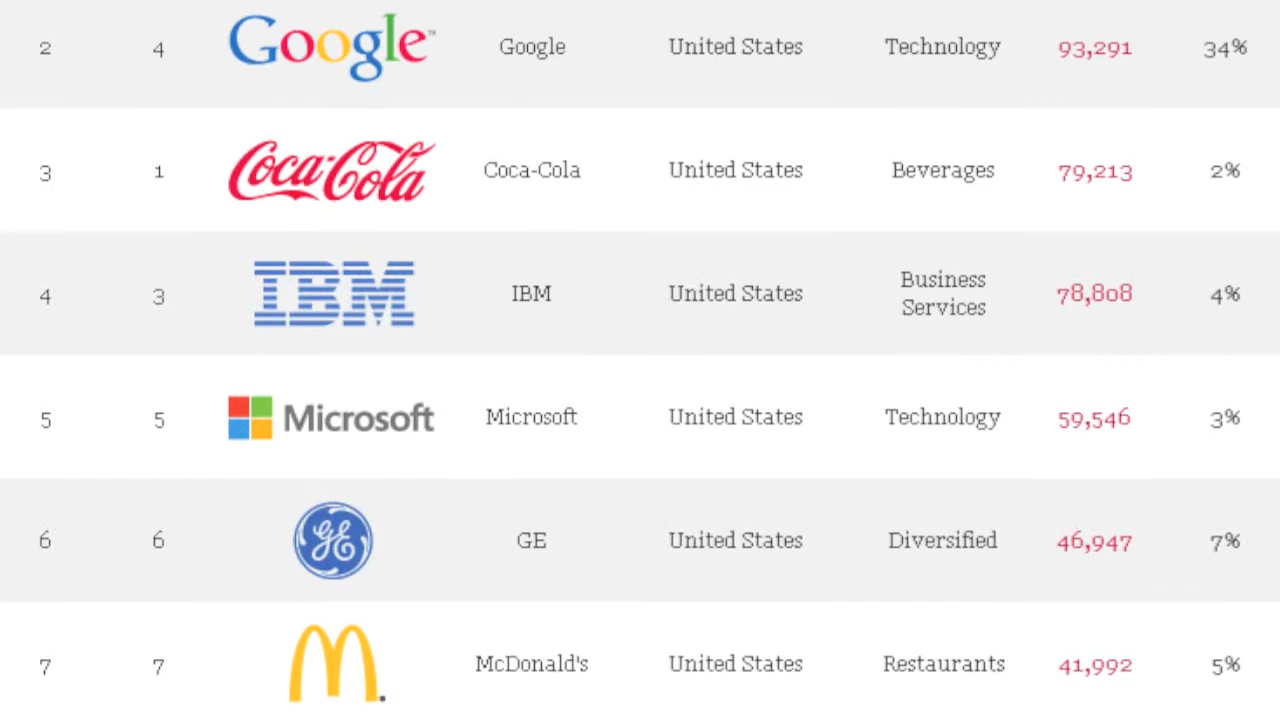 2 4 Google™ Google United States Technology 93,291 34%
3 1 Coca-Cola Coca-Cola United States Beverages 79,213 2%
4 3 IBM IBM United States Business Services 78,808 4%
5 5 Microsoft Microsoft United States Technology 59,546 3%
6 6 GE GE United States Diversified 46,947 7%
7 7 M McDonald's United States Restaurants 41,992 5%